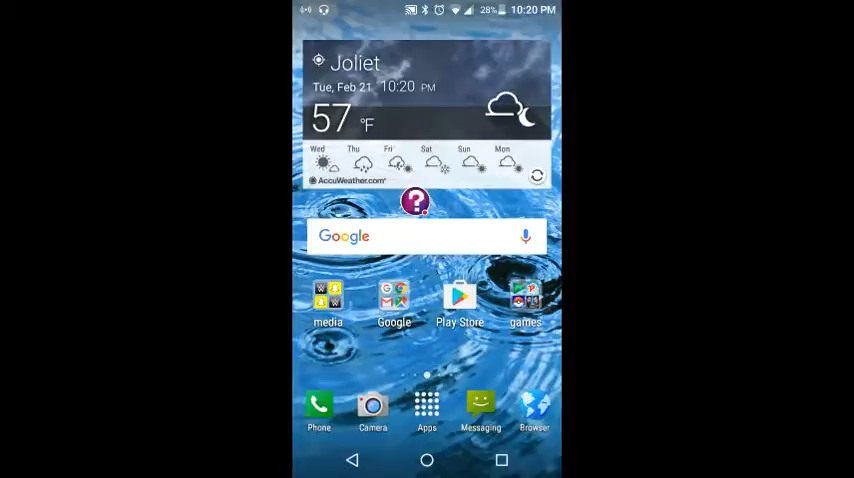 28% 10:20 PM
Joliet
Tue, Feb 21 10:20 PM
57 °F
Wed Thu Fri Sat Sun Mon
AccuWeather.com®
?
Google
media Google Play Store games
Phone Camera Apps Messaging Browser